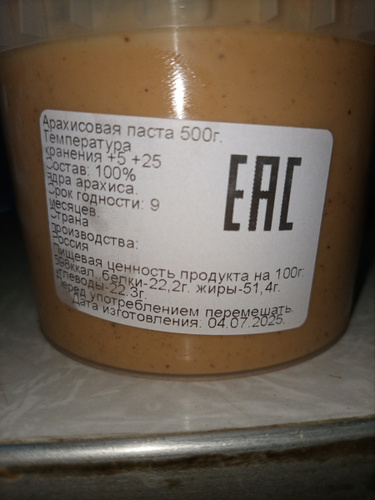 Арахисовая паста 500г.
Температура
хранения +5 +25
Состав: 100%
ядра арахиса.
Срок годности: 9
месяцев.
Страна
производства:
Россия
Пищевая ценность продукта на 100г:
белки-22,2г. жиры-51,4г.
углеводы-22.3г.
Перед употреблением перемешать
Дата изготовления. 04.07.2025.
EAC